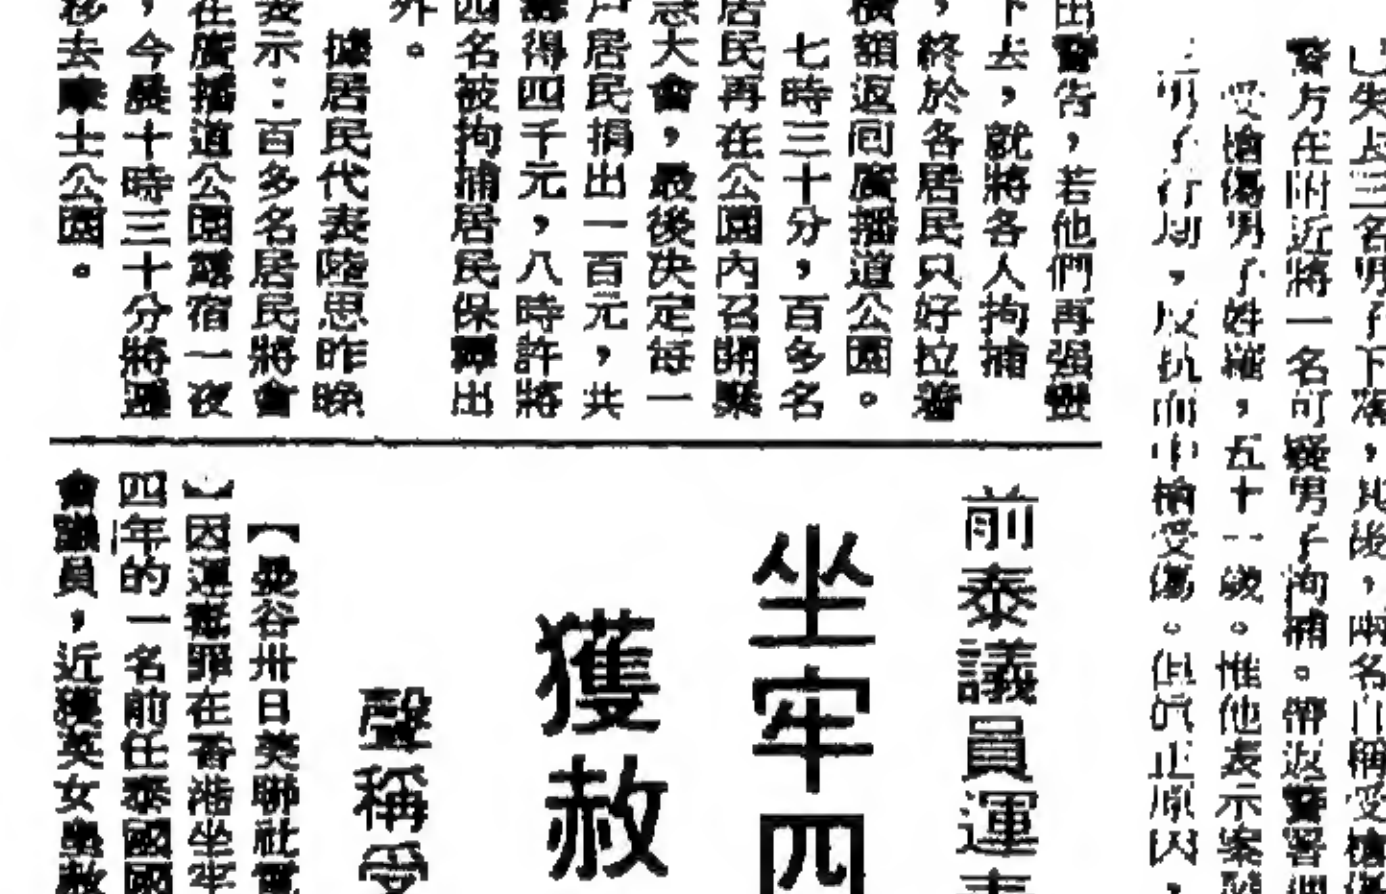 已失去三名男子下落，其後，兩名自稱受槍傷
警方在附近將一名可疑男子拘捕。帶返警署調
受槍傷男子姓羅，五十一歲。惟他表示案發
三男子行刧，反抗而中槍受傷。但眞正原因，
出警告，若他們再强蠻
下去，就將各人拘捕
，終於各居民只好拉着
橫額返回廣播道公園。
七時三十分，百多名
居民再在公園內召開緊
急大會，最後決定每一
戶居民捐出一百元，共
籌得四千元，八時許將
四名被拘捕居民保釋出
外。
據居民代表陸思昨晚
表示：百多名居民將會
在廣播道公園露宿一夜
，今晨十時三十分將遷
移去摩士公園。
前泰議員運毒
坐牢四
獲赦
聲稱受
【曼谷卅日美聯社電
】因運毒罪在香港坐牢
四年的一名前任泰國國
會議員，近獲英女皇赦